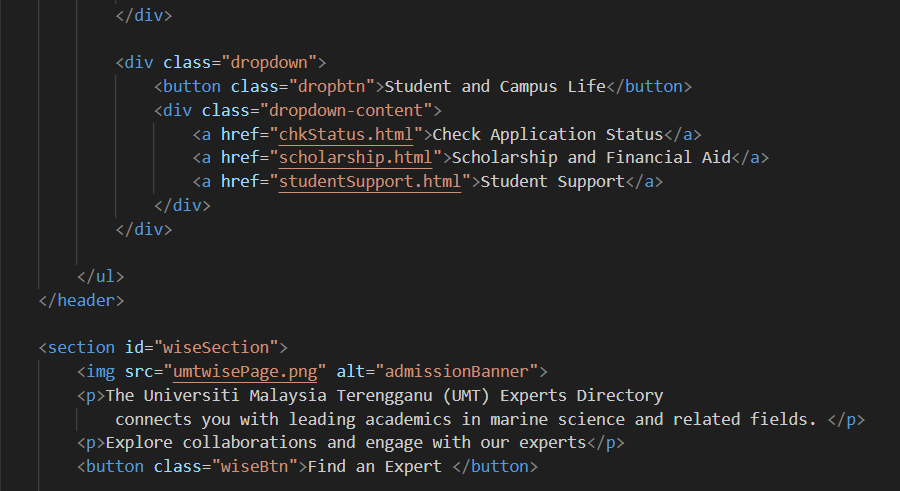 </div>
<div class="dropdown">
<button class="dropbtn">Student and Campus Life</button>
<div class="dropdown-content">
<a href="chkStatus.html">Check Application Status</a>
<a href="scholarship.html">Scholarship and Financial Aid</a>
<a href="studentSupport.html">Student Support</a>
</div>
</div>
</ul>
</header>
<section id="wiseSection">
<img src="umtwisePage.png" alt="admissionBanner">
<p>The Universiti Malaysia Terengganu (UMT) Experts Directory
connects you with leading academics in marine science and related fields. </p>
<p>Explore collaborations and engage with our experts</p>
<button class="wiseBtn">Find an Expert </button>